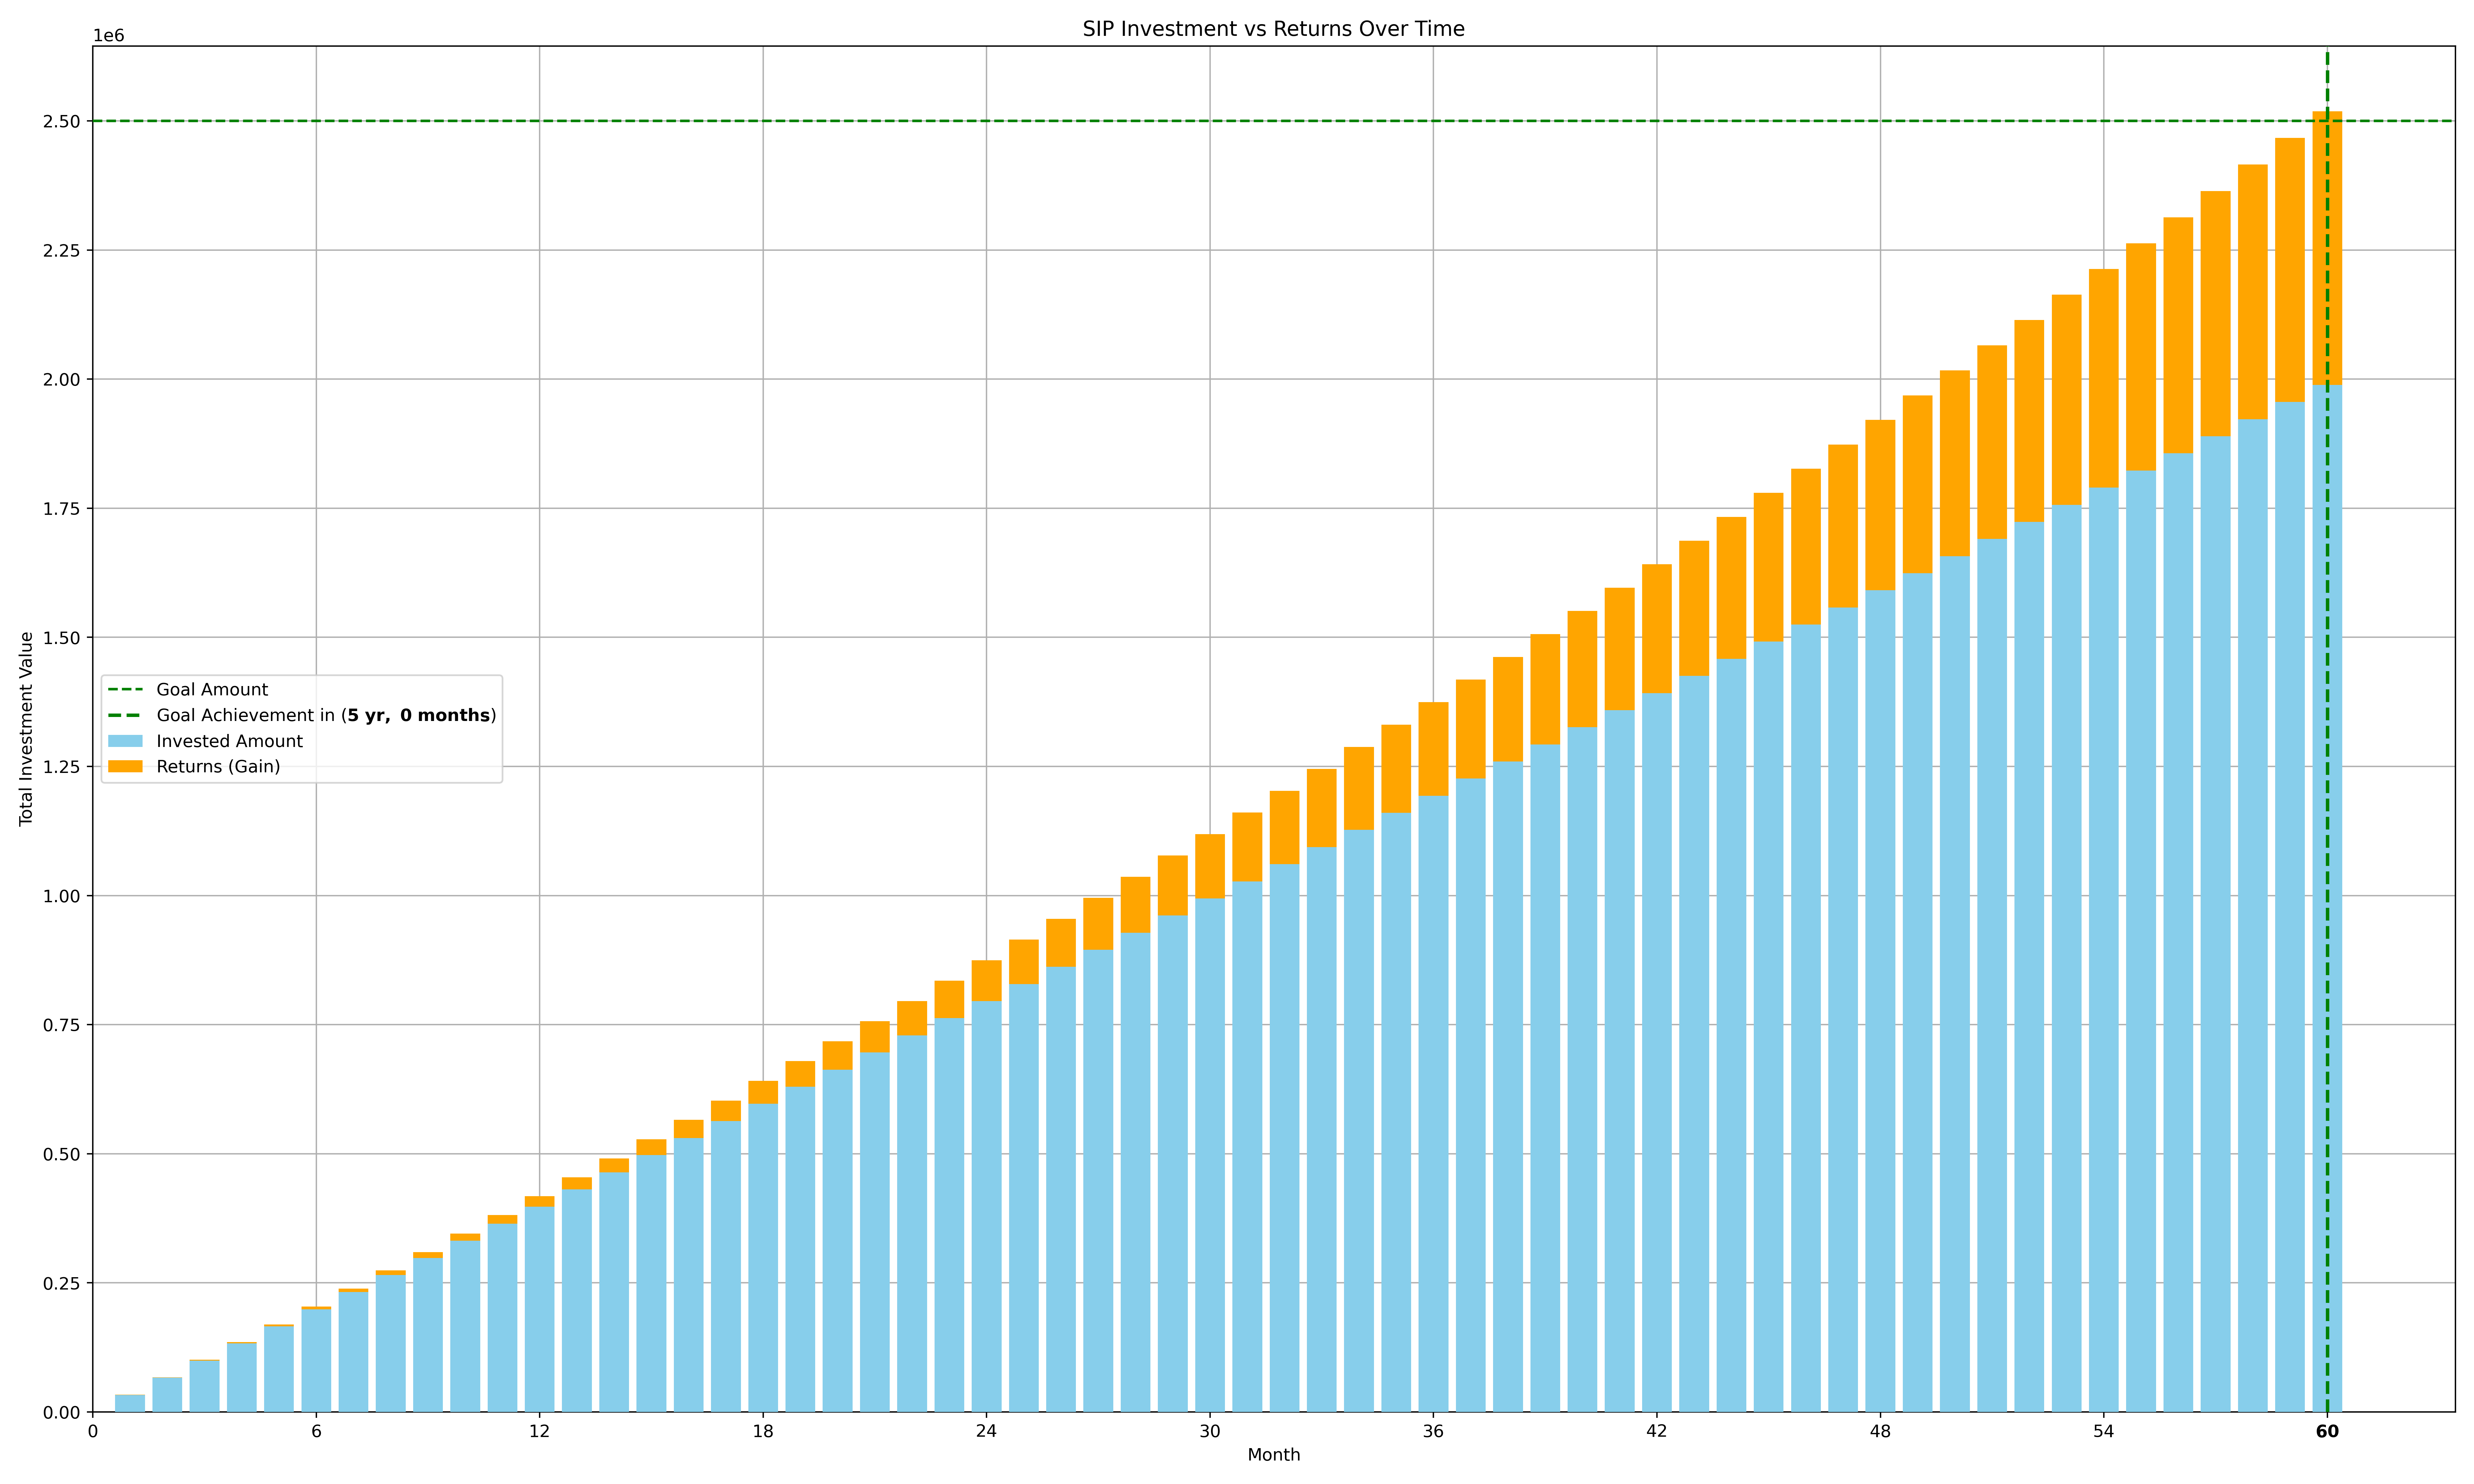 SIP Investment vs Returns Over Time
1e6
2.50
2.25
2.00
1.75
1.50
1.25
1.00
0.75
0.50
0.25
0.00
Total Investment Value
Goal Amount
Goal Achievement in (5 yr, 0 months)
Invested Amount
Returns (Gain)
0 6 12 18 24 30 36 42 48 54 60
Month